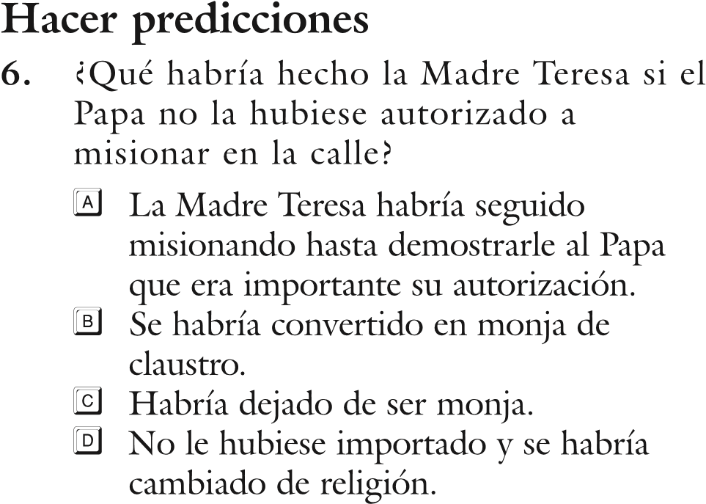 Hacer predicciones
6. ¿Qué habría hecho la Madre Teresa si el
Papa no la hubiese autorizado a
misionar en la calle?
A La Madre Teresa habría seguido
misionando hasta demostrarle al Papa
que era importante su autorización.
B Se habría convertido en monja de
claustro.
C Habría dejado de ser monja.
D No le hubiese importado y se habría
cambiado de religión.